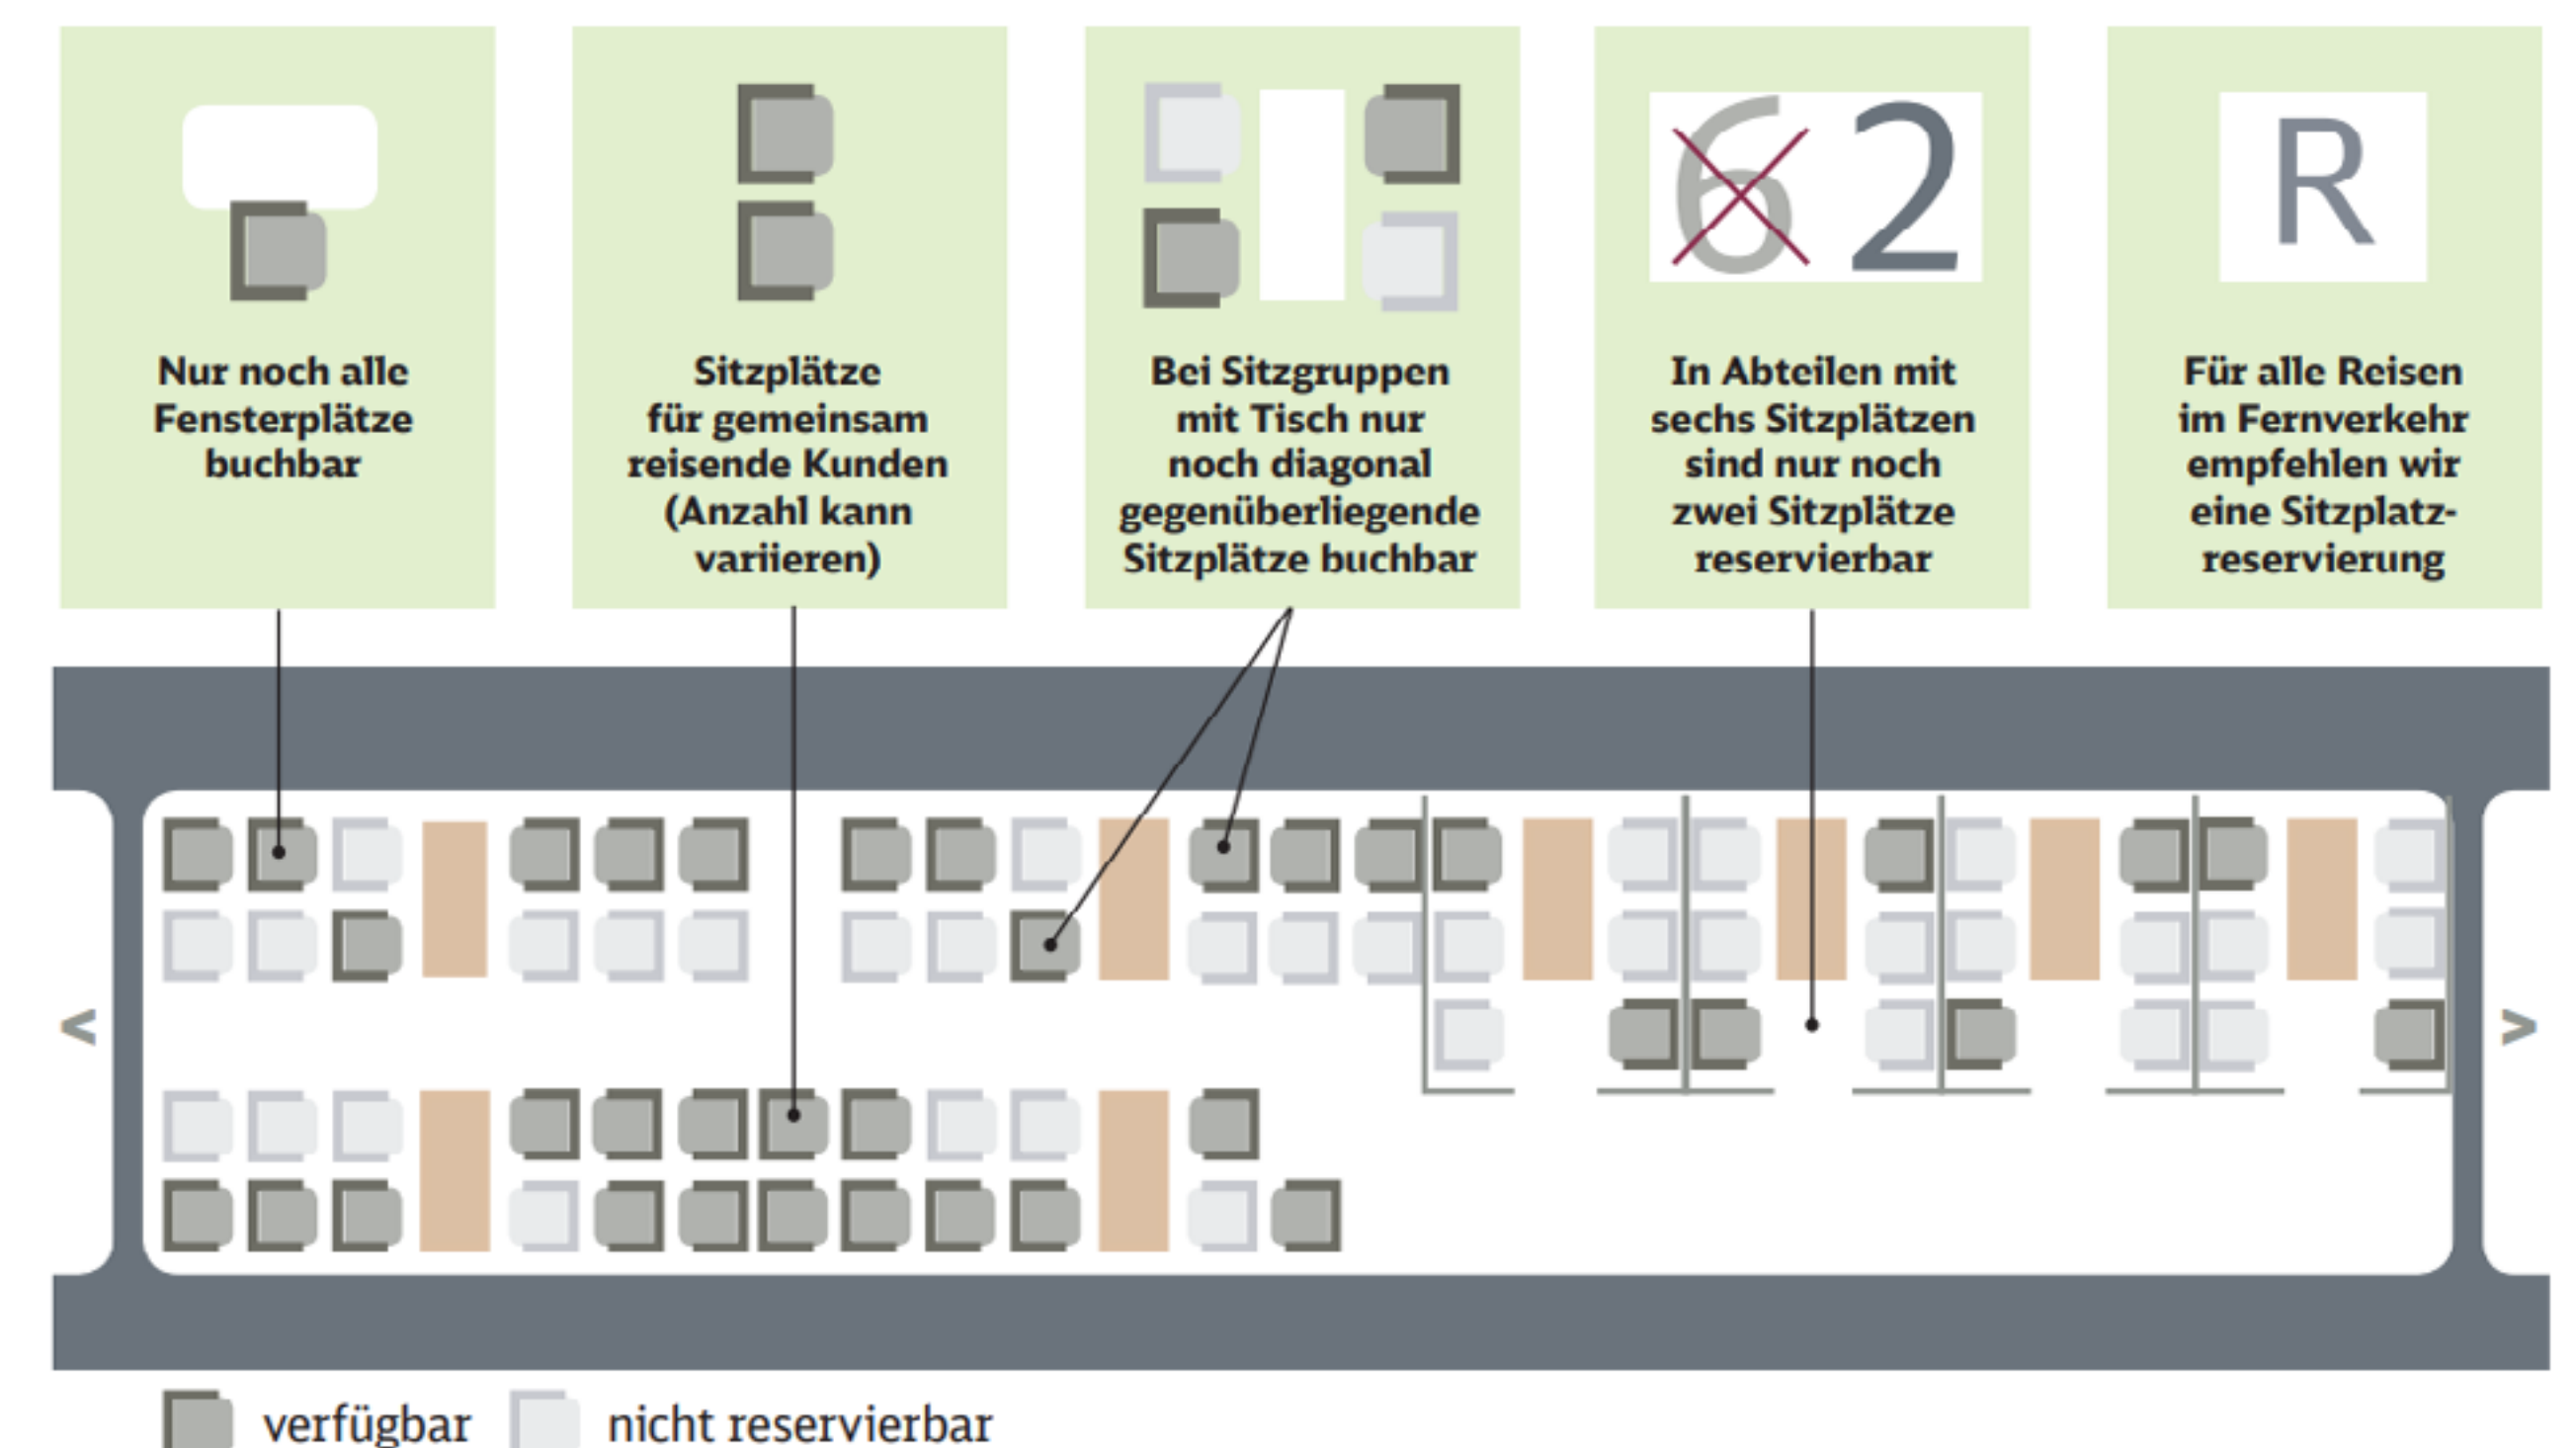 6 2
R
Nur noch alle
Fensterplätze
buchbar
Sitzplätze
für gemeinsam
reisende Kunden
(Anzahl kann
variieren)
Bei Sitzgruppen
mit Tisch nur
noch diagonal
gegenüberliegende
Sitzplätze buchbar
In Abteilen mit
sechs Sitzplätzen
sind nur noch
zwei Sitzplätze
reservierbar
Für alle Reisen
im Fernverkehr
empfehlen wir
eine Sitzplatz-
reservierung
<
>
verfügbar
nicht reservierbar